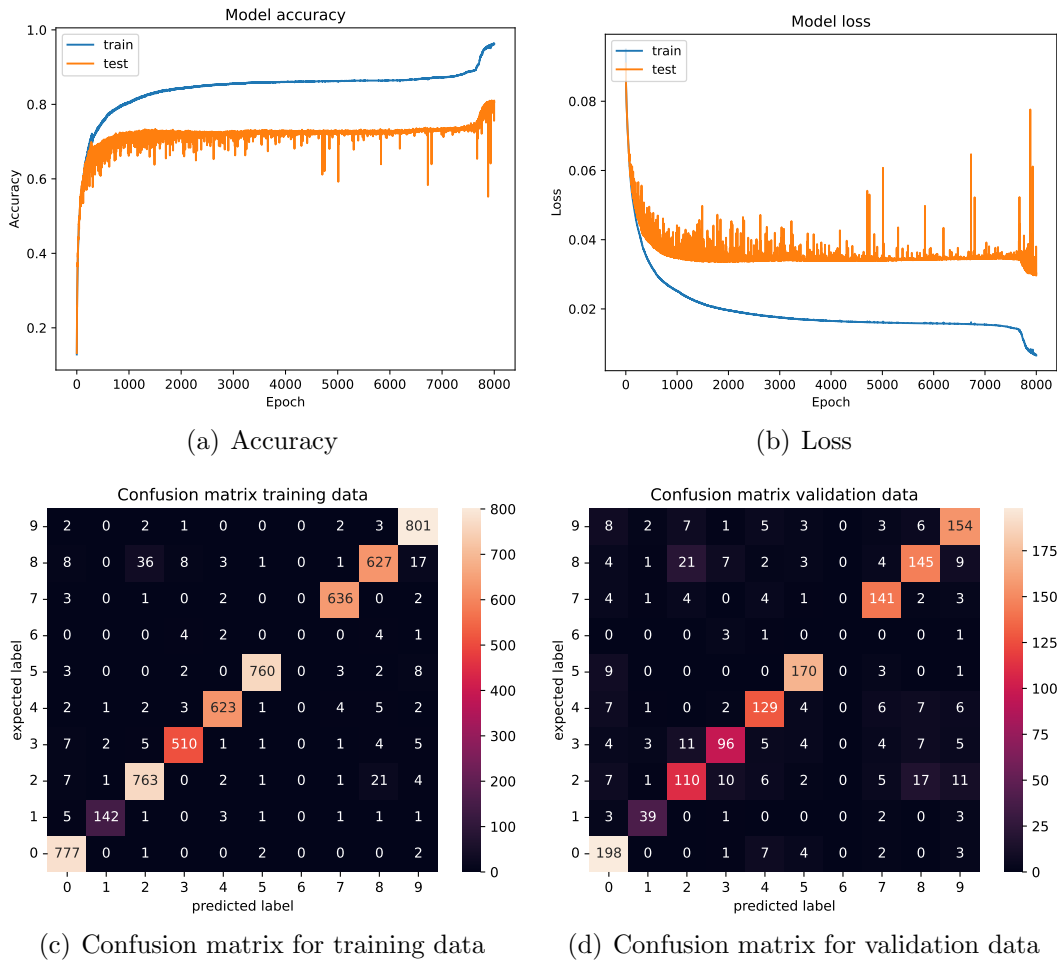 Model accuracy
train
test
1.0
0.8
0.6
0.4
0.2
Accuracy
0 1000 2000 3000 4000 5000 6000 7000 8000
Epoch
(a) Accuracy
Model loss
train
test
0.08
0.06
0.04
0.02
Loss
0 1000 2000 3000 4000 5000 6000 7000 8000
Epoch
(b) Loss
Confusion matrix training data
9 2 0 2 1 0 0 0 2 3 801
8 8 0 36 8 3 1 0 1 627 17
7 3 0 1 2 0 0 0 636 0 2
6 0 0 0 4 2 0 0 0 4 1
5 3 0 0 2 0 760 0 3 2 8
4 2 1 2 3 623 1 0 4 5 2
3 7 2 5 510 1 1 0 1 4 5
2 7 1 763 0 2 1 0 1 21 4
1 5 142 1 0 3 1 0 1 1 1
0 777 0 1 0 0 2 0 0 0 2
0 1 2 3 4 5 6 7 8 9
expected label
predicted label
800
700
600
500
400
300
200
100
0
(c) Confusion matrix for training data
Confusion matrix validation data
9 8 2 7 1 5 3 0 3 6 154
8 4 1 21 7 2 3 0 4 145 9
7 4 1 4 0 4 1 0 141 2 3
6 0 0 0 3 1 0 0 0 0 1
5 9 0 0 0 0 170 0 3 0 1
4 7 1 0 2 129 4 0 6 7 6
3 4 3 11 96 5 4 0 4 7 5
2 7 1 110 10 6 2 0 5 17 11
1 3 39 0 1 0 0 0 0 2 3
0 198 0 0 1 7 4 0 2 0 3
0 1 2 3 4 5 6 7 8 9
expected label
predicted label
175
150
125
100
75
50
25
0
(d) Confusion matrix for validation data